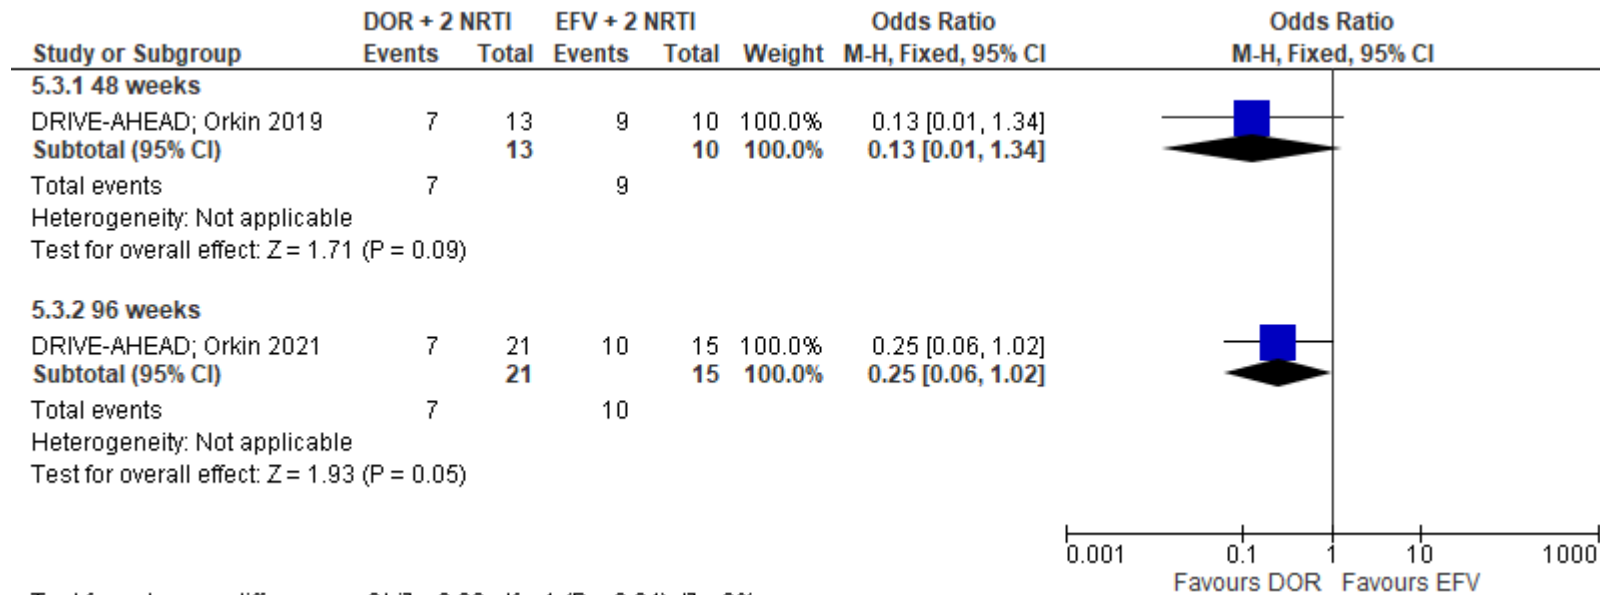 DOR + 2 NRTI EFV + 2 NRTI Odds Ratio Odds Ratio
Study or Subgroup Events Total Events Total Weight M-H, Fixed, 95% CI M-H, Fixed, 95% CI
5.3.1 48 weeks
DRIVE-AHEAD; Orkin 2019 7 13 9 10 100.0% 0.13 [0.01, 1.34]
Subtotal (95% CI) 13 10 100.0% 0.13 [0.01, 1.34]
Total events 7 9
Heterogeneity: Not applicable
Test for overall effect: Z = 1.71 (P = 0.09)
5.3.2 96 weeks
DRIVE-AHEAD; Orkin 2021 7 21 10 15 100.0% 0.25 [0.06, 1.02]
Subtotal (95% CI) 21 15 100.0% 0.25 [0.06, 1.02]
Total events 7 10
Heterogeneity: Not applicable
Test for overall effect: Z = 1.93 (P = 0.05)
0.001 0.1 1 10 1000
Favours DOR Favours EFV